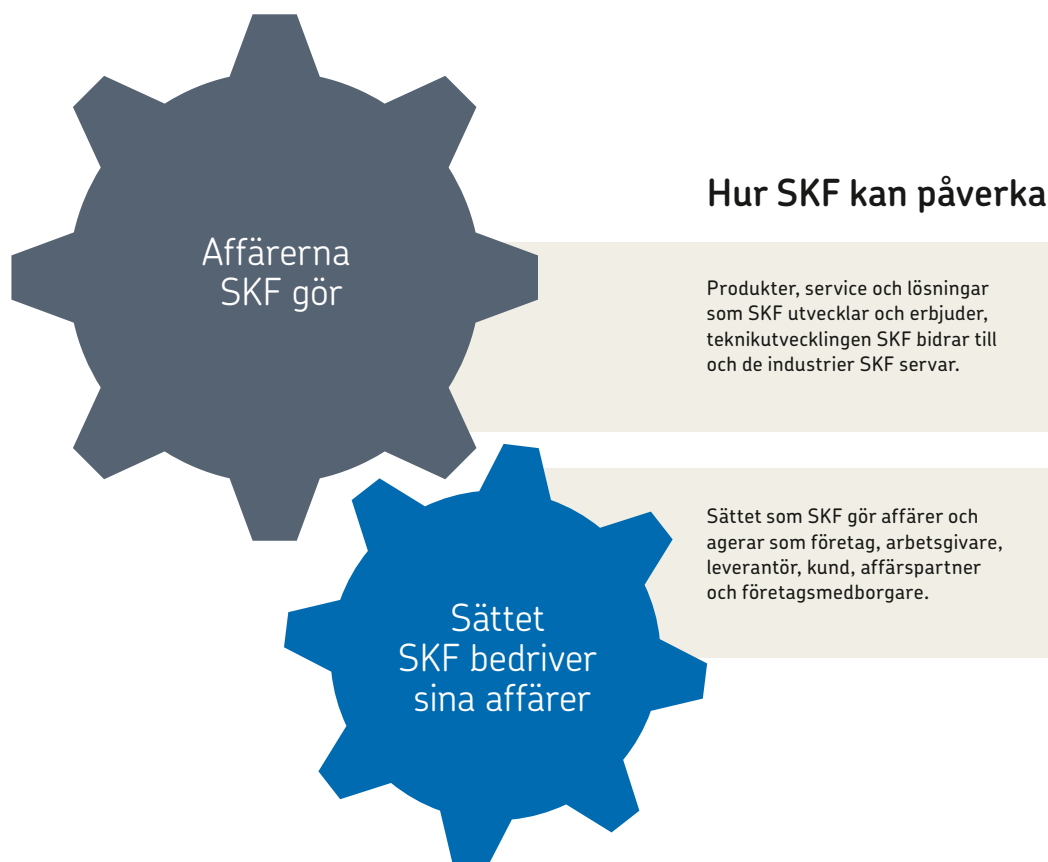 Affärerna
SKF gör
Hur SKF kan påverka
Produkter, service och lösningar
som SKF utvecklar och erbjuder,
teknikutvecklingen SKF bidrar till
och de industrier SKF servar.
Sättet
SKF bedriver
sina affärer
Sättet som SKF gör affärer och
agerar som företag, arbetsgivare,
leverantör, kund, affärspartner
och företagsmedborgare.